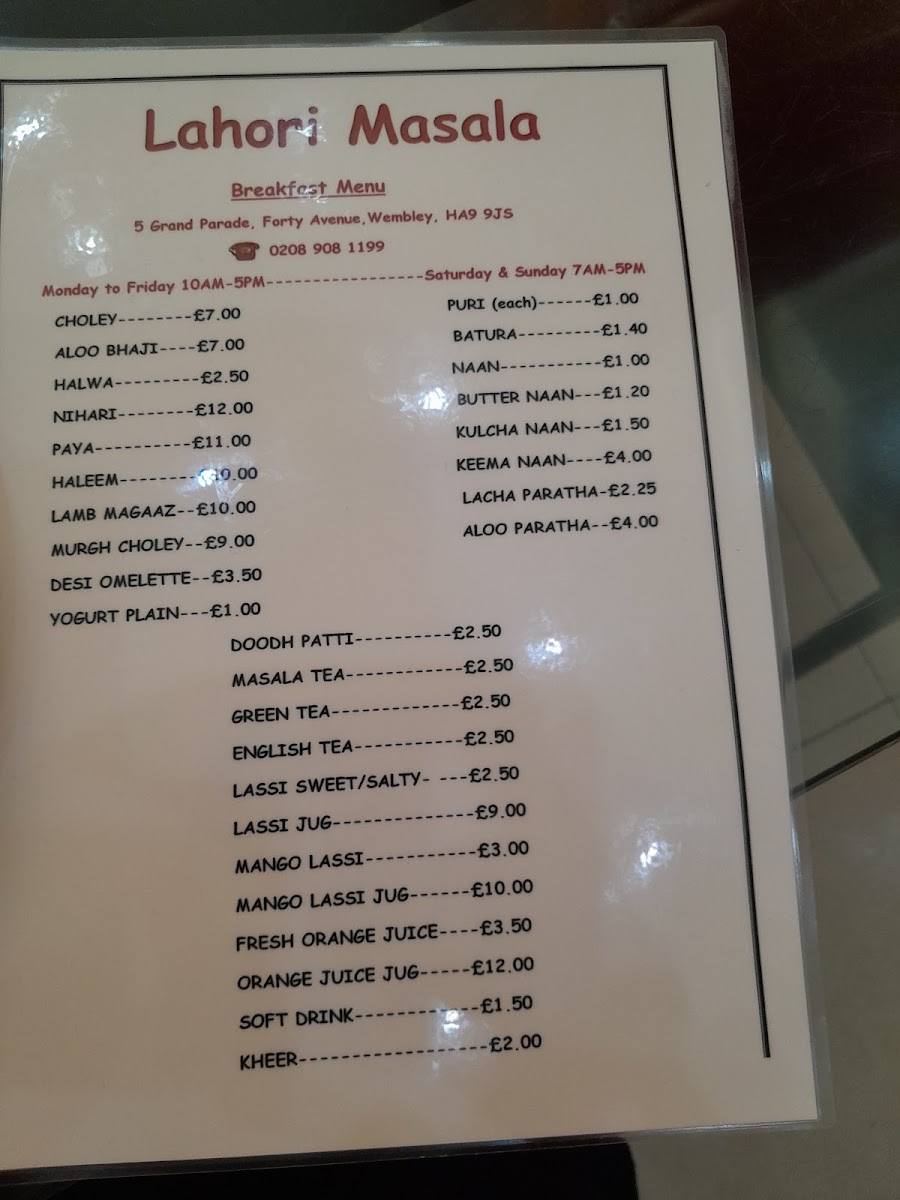 Lahori Masala
Breakfast Menu
5 Grand Parade, Forty Avenue, Wembley, HA9 9JS
☎ 0208 908 1199
Monday to Friday 10AM-5PM-----------------Saturday & Sunday 7AM-5PM
CHOLEY--------£7.00
ALOO BHAJI----£7.00
HALWA---------£2.50
NIHARI--------£12.00
PAYA----------£11.00
HALEEM--------
LAMB MAGAAZ--£10.00
MURGH CHOLEY--£9.00
DESI OMELETTE--£3.50
YOGURT PLAIN---£1.00
PURI (each)------£1.00
BATURA---------£1.40
NAAN-----------£1.00
BUTTER NAAN---£1.20
KULCHA NAAN---£1.50
KEEMA NAAN----£4.00
LACHA PARATHA-£2.25
ALOO PARATHA--£4.00
DOODH PATTI----------£2.50
MASALA TEA------------£2.50
GREEN TEA-------------£2.50
ENGLISH TEA-----------£2.50
LASSI SWEET/SALTY- ---£2.50
LASSI JUG--------------£9.00
MANGO LASSI-----------£3.00
MANGO LASSI JUG------£10.00
FRESH ORANGE JUICE----£3.50
ORANGE JUICE JUG-----£12.00
SOFT DRINK------------£1.50
KHEER------------------£2.00